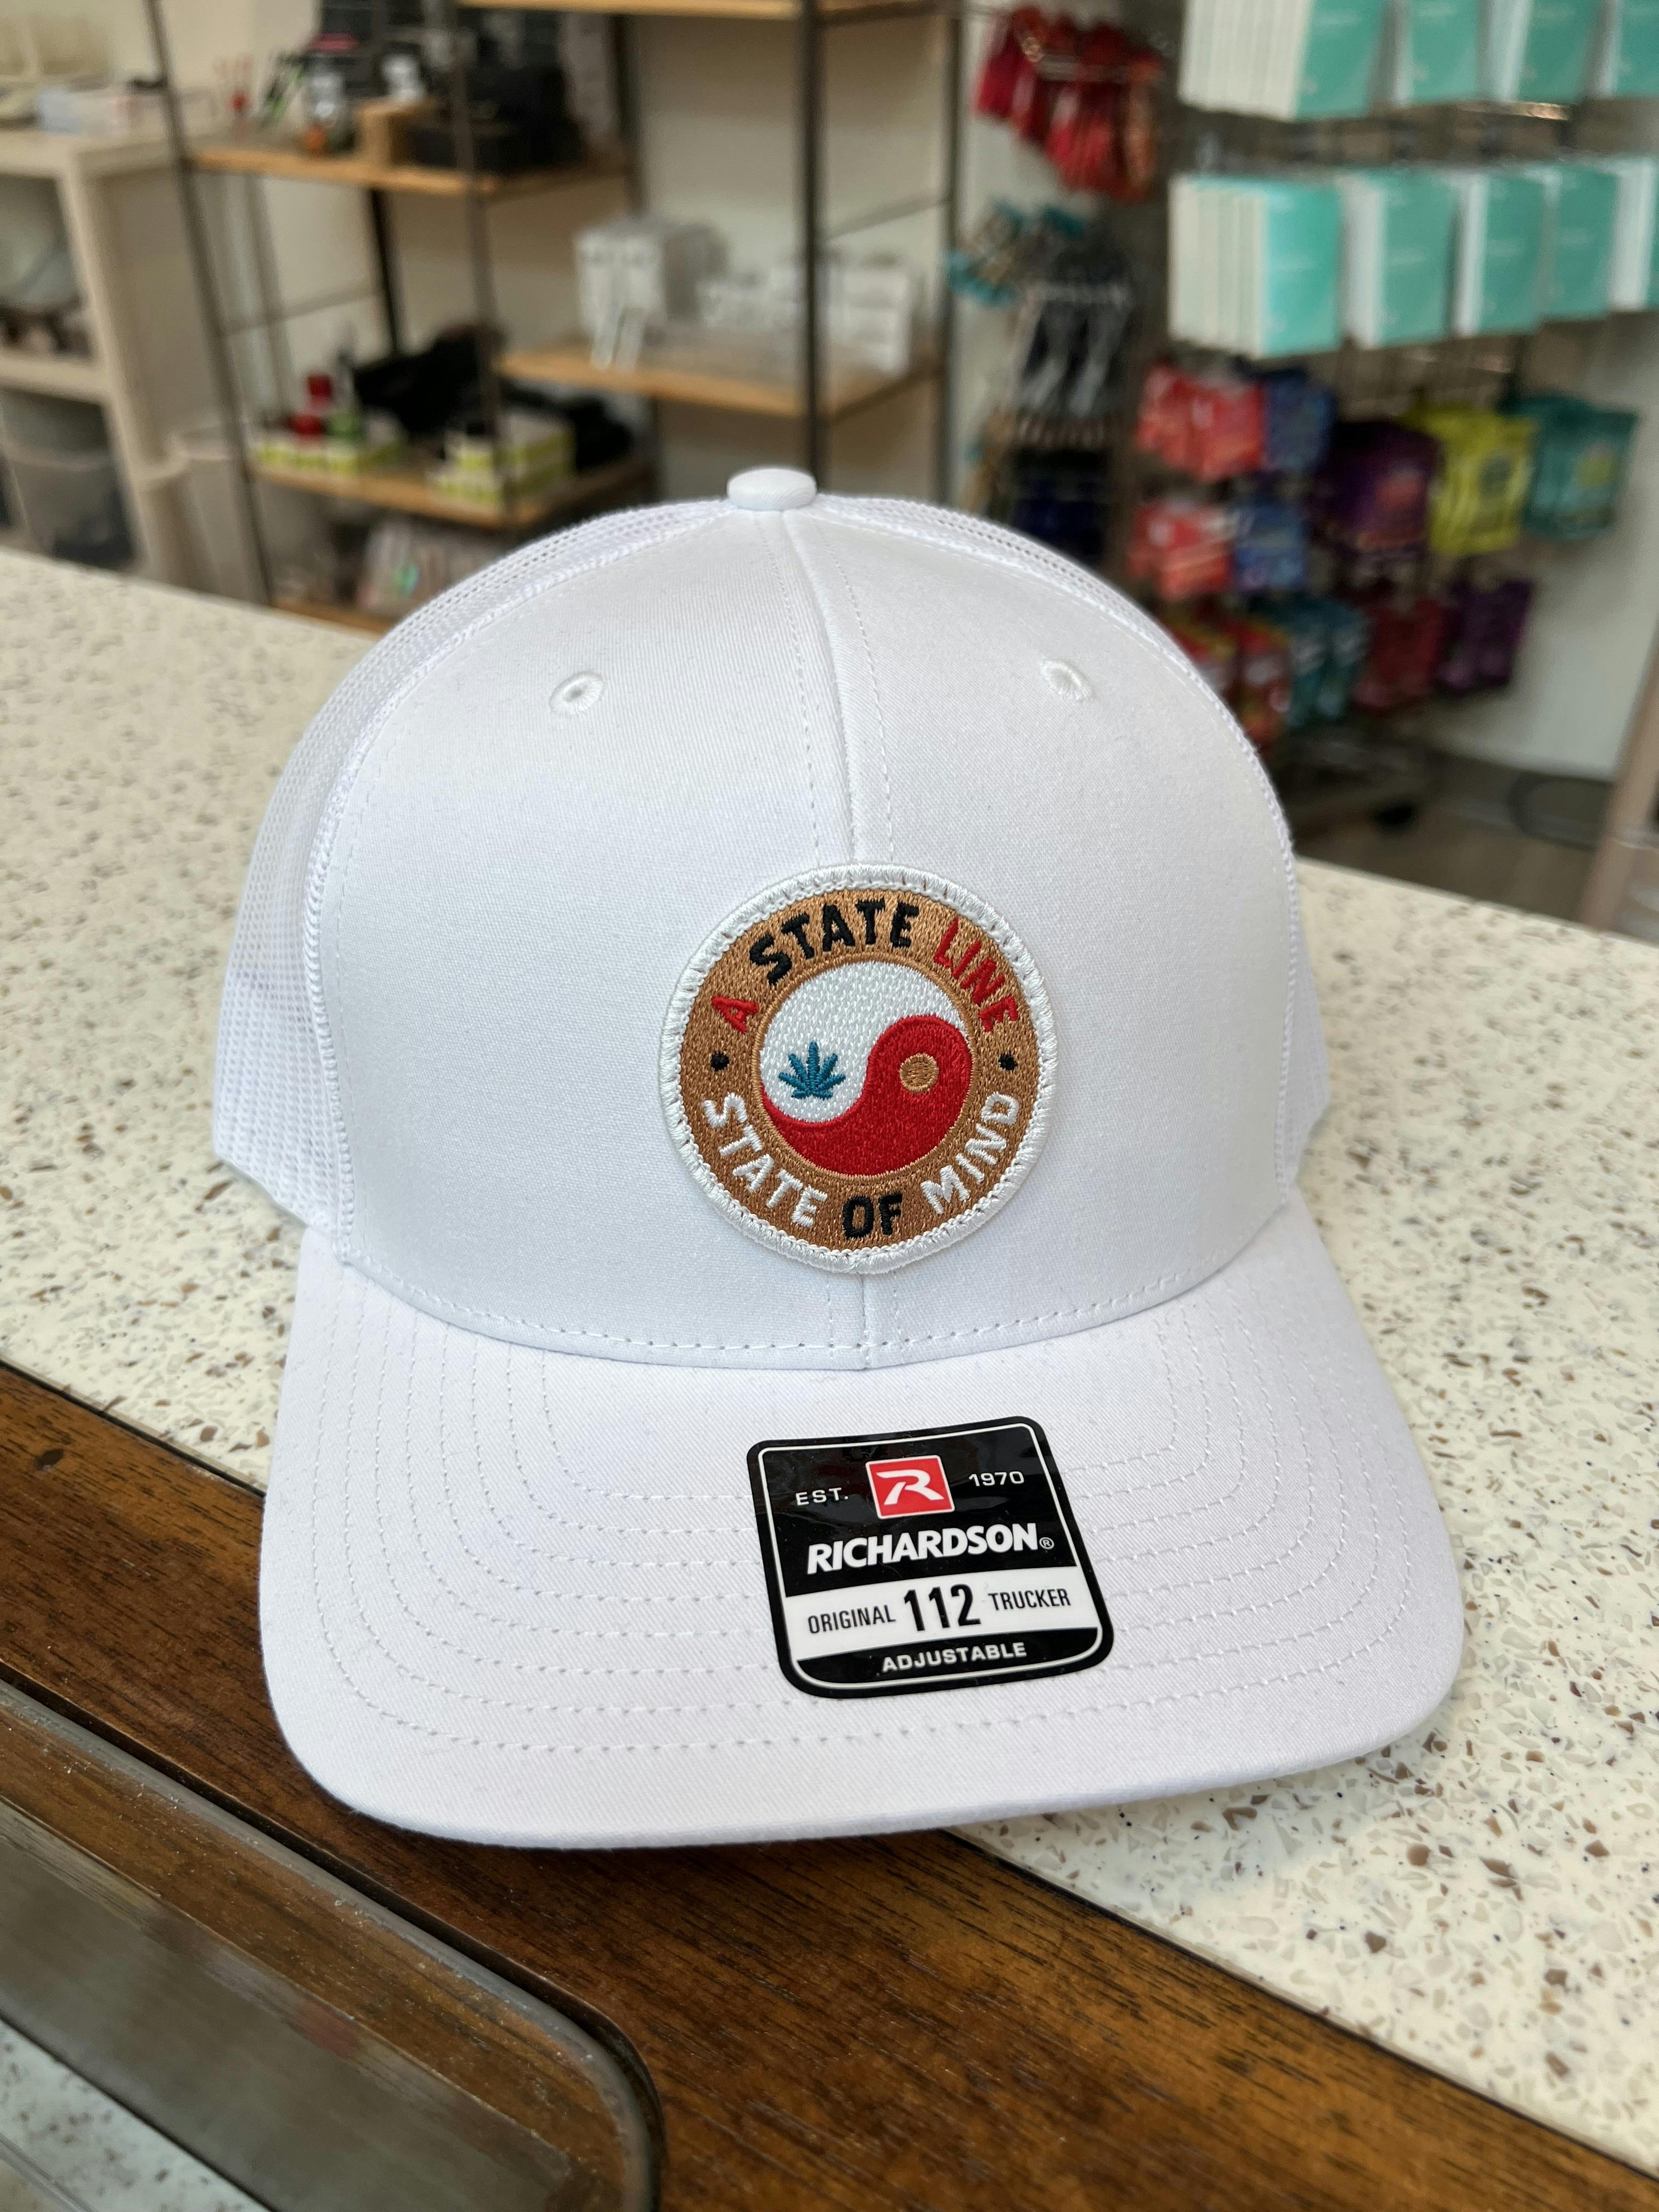 A STATE LINE
STATE OF MIND
EST. R 1970
RICHARDSON®
ORIGINAL 112 TRUCKER
ADJUSTABLE